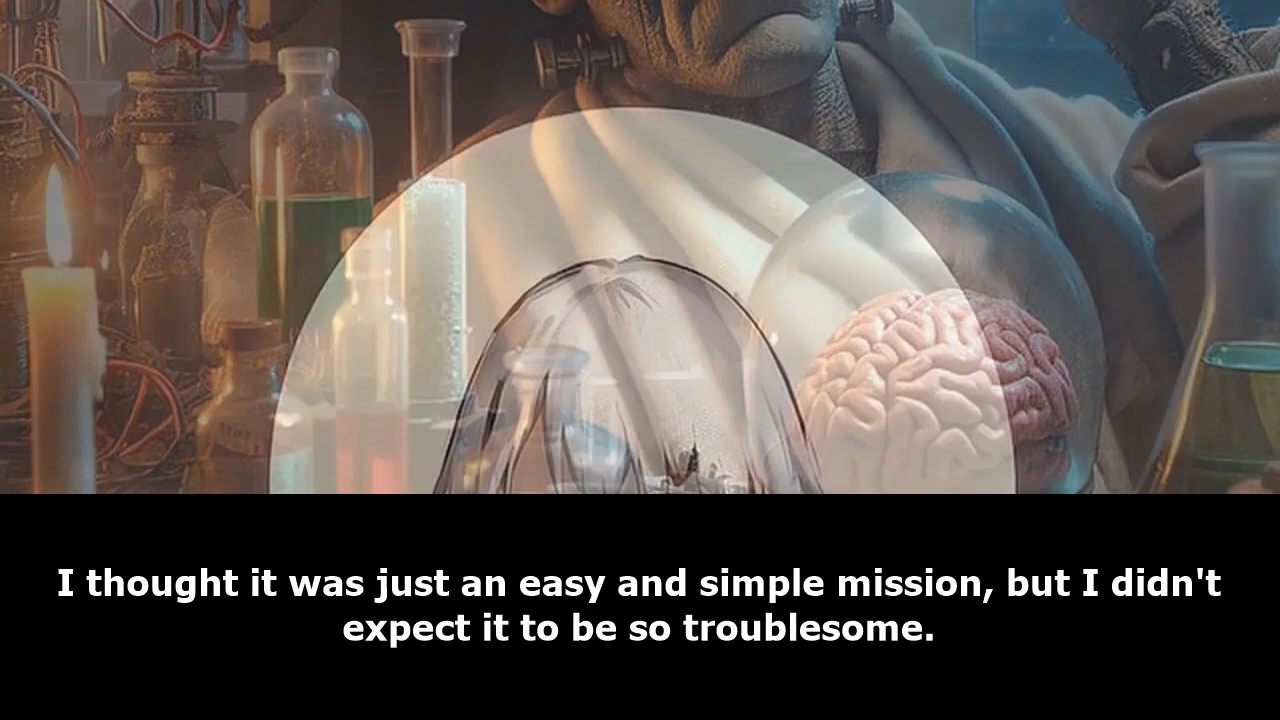 I thought it was just an easy and simple mission, but I didn't
expect it to be so troublesome.